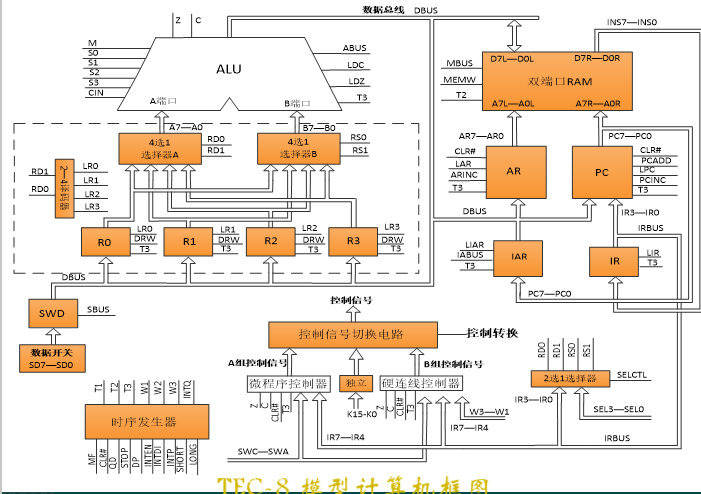 Z C
数据总线 DBUS
INS7—INS0
M
S0
S1
S2
S3
CIN
ALU
A端口
B端口
ABUS
LDC
LDZ
T3
MBUS
MEMW
T2
D7L—D0L D7R—D0R
双端口RAM
A7L—A0L A7R—A0R
A7—A0
B7—B0
4选1
选择器A
RD0
RD1
4选1
选择器B
RS0
RS1
AR7—AR0
PC7—PC0
CLR#
LAR
ARINC
T3
AR
PC
CLR#
PCADD
LPC
PCINC
T3
RD1
RD0
2—4译码器
LR0
LR1
LR2
LR3
DBUS
IR3—IR0
IRBUS
R0
LR0
DRW
T3
R1
LR1
DRW
T3
R2
LR2
DRW
T3
R3
LR3
DRW
T3
LIAR
IABUS
T3
IAR
IR
LIR
T3
DBUS
PC7—PC0
SWD
SBUS
数据开关
SD7—SD0
控制信号
控制信号切换电路
控制转换
A组控制信号
B组控制信号
微程序控制器
独立
硬连线控制器
Z
C
CLR#
T3
K15-K0
Z
C
CLR#
T3
W3—W1
IR7—IR4
IR7—IR4
SWC—SWA
RD0
RD1
RS0
RS1
2选1选择器
SELCTL
IR3—IR0
SEL3—SEL0
IRBUS
T1
T2
T3
W1
W2
W3
INTQ
时序发生器
MF
CLR#
QD
STOP
DP
INTEN
INTDI
INTP
SHORT
LONG
TEC-8 模型计算机框图